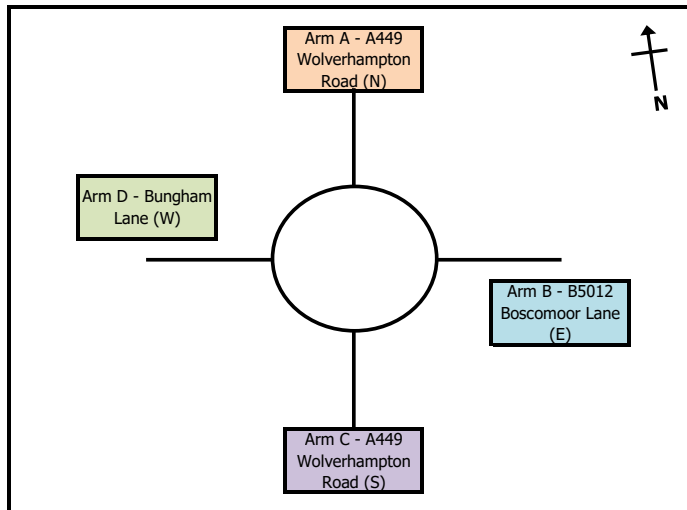 Arm A - A449
Wolverhampton
Road (N)
N
Arm D - Bungham
Lane (W)
Arm B - B5012
Boscomoor Lane
(E)
Arm C - A449
Wolverhampton
Road (S)